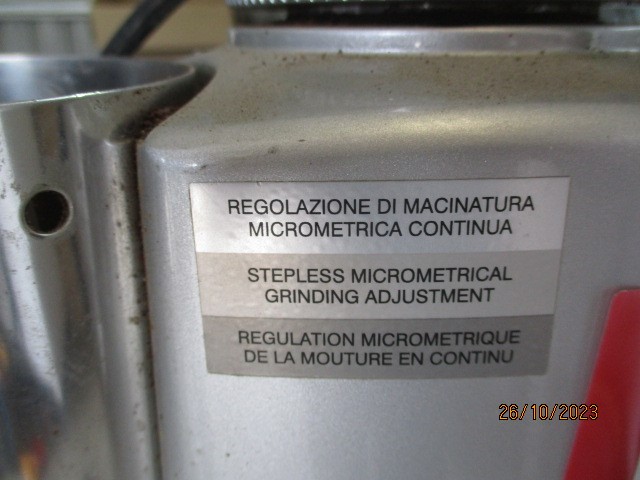 REGOLAZIONE DI MACINATURA
MICROMETRICA CONTINUA
STEPLESS MICROMETRICAL
GRINDING ADJUSTMENT
REGULATION MICROMETRIQUE
DE LA MOUTURE EN CONTINU
26/10/2023